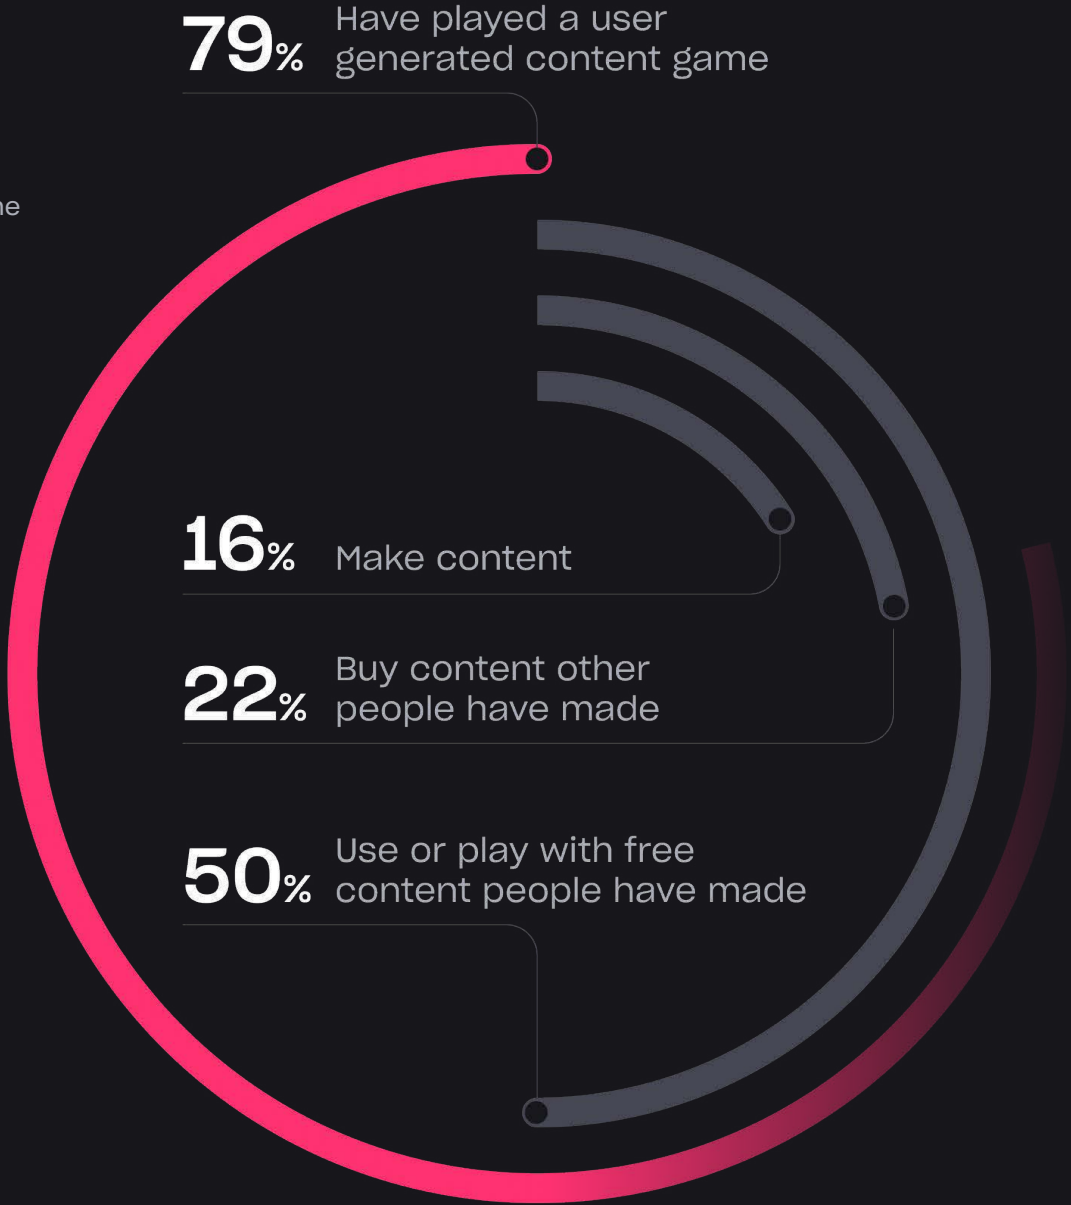 79% Have played a user
generated content game
16% Make content
22% Buy content other
people have made
50% Use or play with free
content people have made